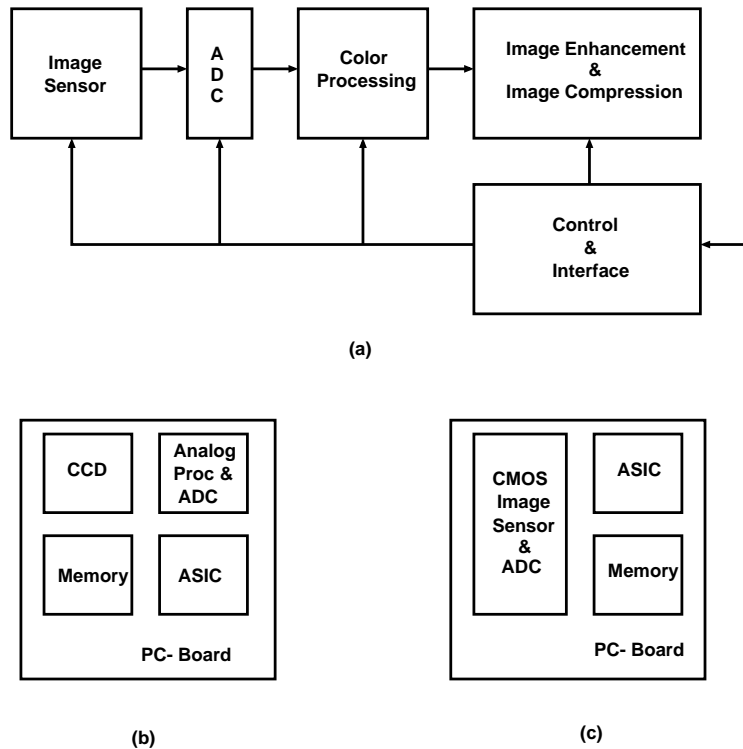 Image
Sensor
A
D
C
Color
Processing
Image Enhancement
&
Image Compression
Control
&
Interface
(a)
CCD
Analog
Proc &
ADC
Memory
ASIC
PC- Board
(b)
CMOS
Image
Sensor
&
ADC
ASIC
Memory
PC- Board
(c)